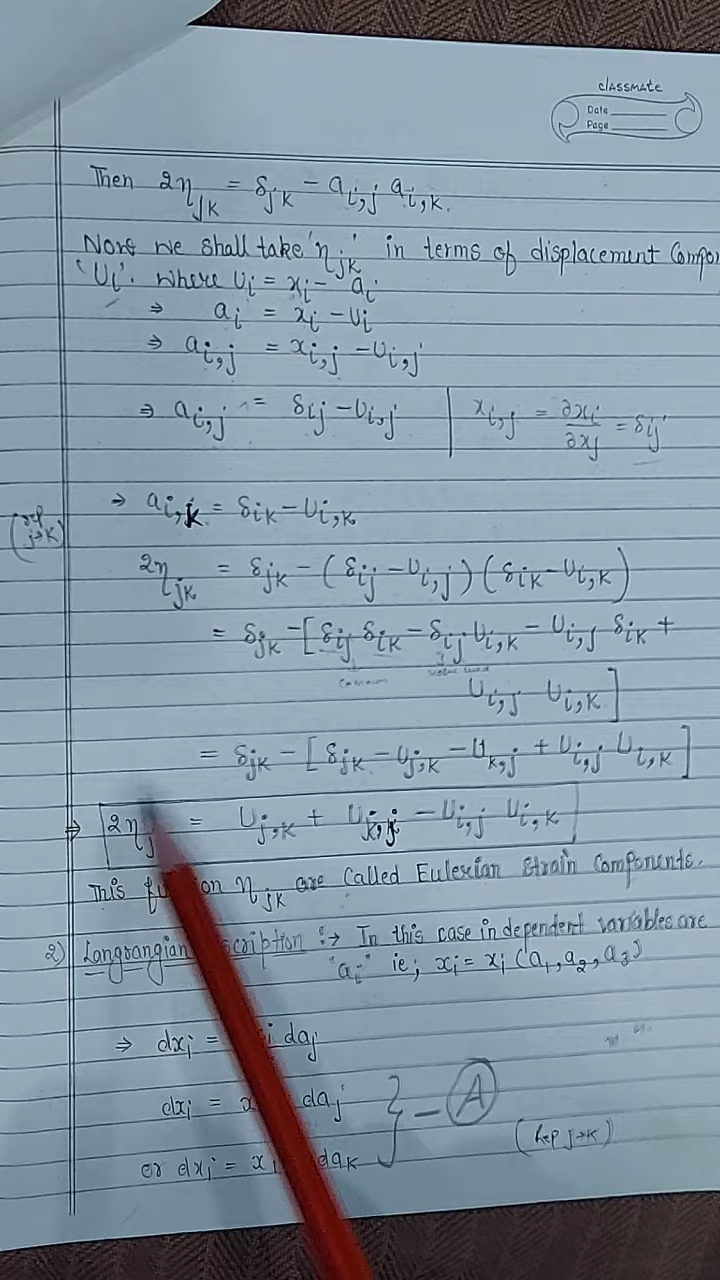 classmate
Date
Page
Then 2η_jk = δ_jk - a_i,j a_i,k.
Now we shall take 'η_jk' in terms of displacement Compo
'U_i'. where U_i = x_i - a_i
⇒ a_i = x_i - U_i
⇒ a_i,j = x_i,j - U_i,j
⇒ a_i,j = δ_ij - U_i,j | x_i,j = ∂x_i/∂x_j = δ_ij
⇒ a_i,k = δ_ik - U_i,k
(rep j→k)
2η_jk = δ_jk - (δ_ij - U_i,j) (δ_ik - U_i,k)
= δ_jk - [δ_ij δ_ik - δ_ij U_i,k - U_i,j δ_ik +
common
U_i,j U_i,k]
= δ_jk - [δ_jk - U_j,k - U_k,j + U_i,j U_i,k]
⇒ 2η_j = U_j,k + U_k,j - U_i,j U_i,k
This on η_jk are Called Eulerian Strain Components.
2) Langrangian scription :→ In this case independent variables are
"a_i" ie; x_i = x_i (a_1, a_2, a_3)
⇒ dx_i = da_j
dx_i = x da_j } - A
or dx_i = x_i da_k
(Rep j→k)